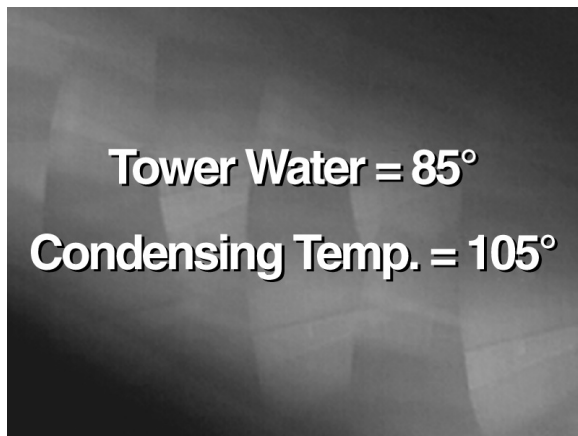 Tower Water = 85°
Condensing Temp. = 105°